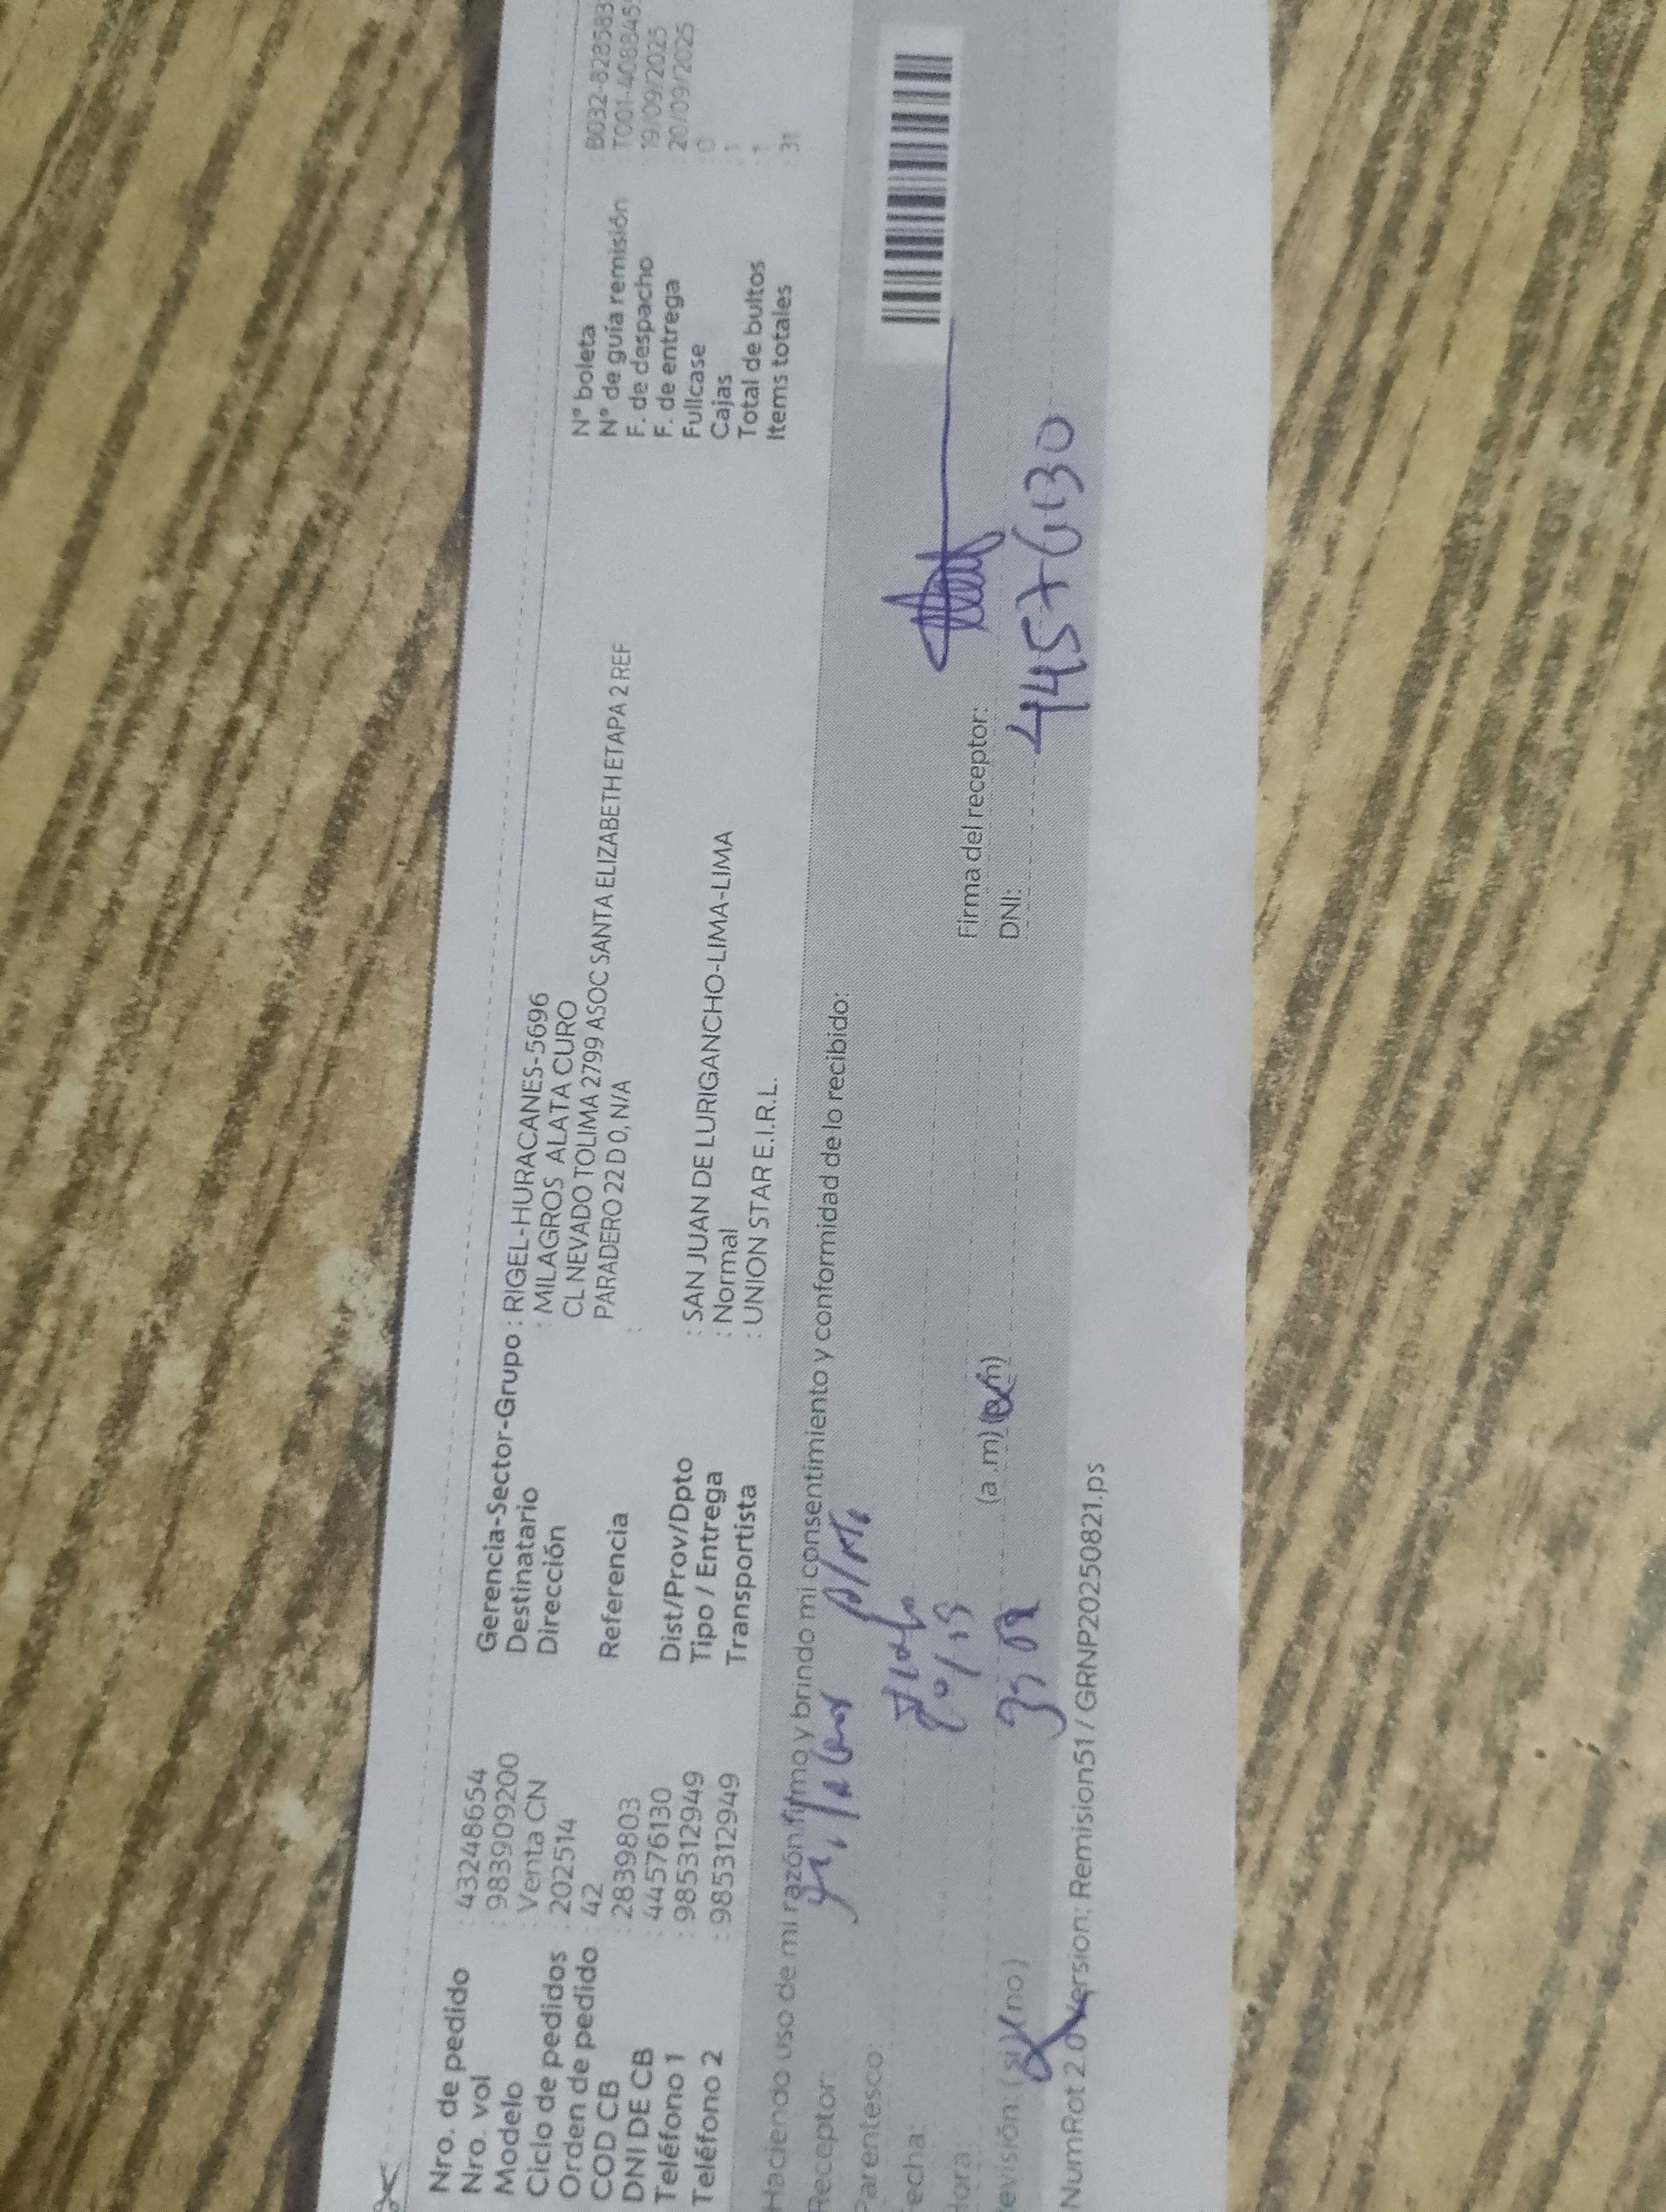 Nro. de pedido : 432248654
Nro. vol : 983909200
Modelo : Venta CN
Ciclo de pedidos : 202514
Orden de pedido : 42
COD CB : 2839803
DNI DE CB : 44576130
Teléfono 1 : 985312949
Teléfono 2 : 985312949
Gerencia-Sector-Grupo : RIGEL-HURACANES-5696
Destinatario : MILAGROS ALATA CURO
Dirección CL NEVADO TOLIMA 2799 ASOC SANTA ELIZABETH ETAPA 2 REF
PARADERO 22 D 0, N/A
Referencia :
Dist/Prov/Dpto : SAN JUAN DE LURIGANCHO-LIMA-LIMA
Tipo / Entrega : Normal
Transportista : UNION STAR E.I.R.L.
N° boleta B032-828583
N° de guía remisión T001-4088845
F. de despacho 19/09/2025
F. de entrega 20/09/2025
Fullcase 0
Cajas : 1
Total de bultos : 1
Items totales 31
Haciendo uso de mi razón firmo y brindo mi consentimiento y conformidad de lo recibido:
Receptor:
Parentesco:
Fecha:
Hora: (a.m) (p.m)
Revisión: (si) (no)
Firma del receptor:
DNI: 44576130
NumRot 2.0 Version: Remision51 / GRNP20250821.ps